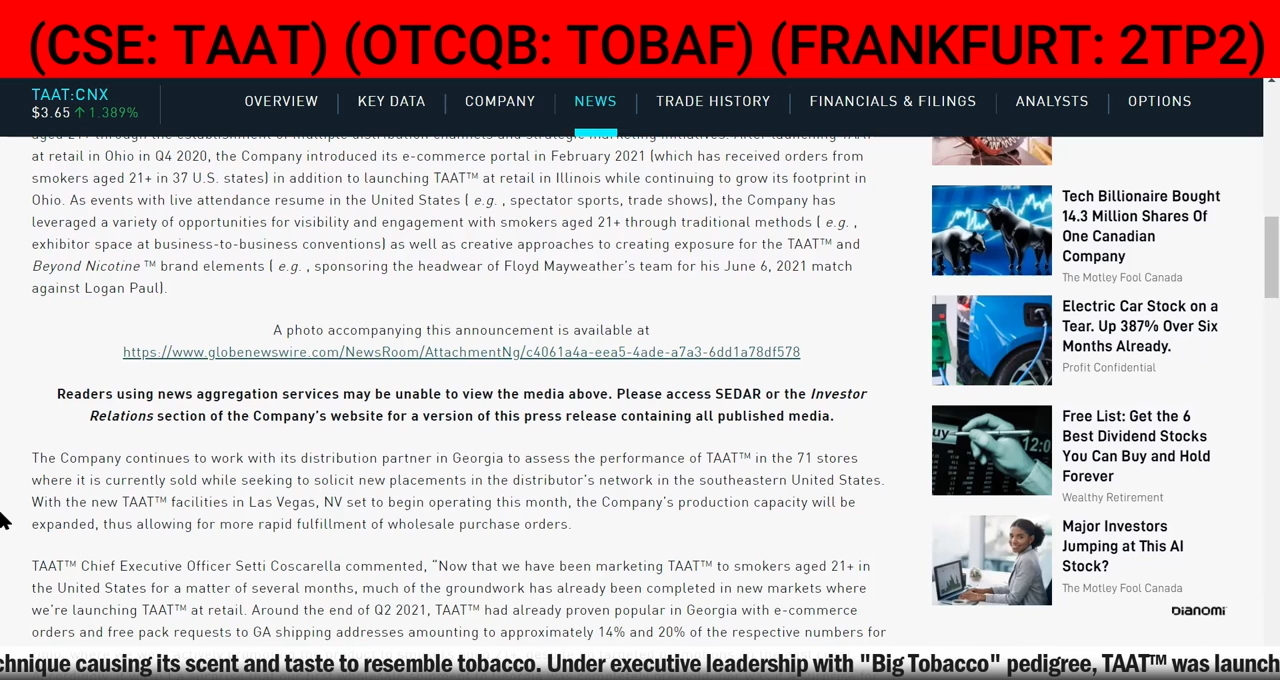 (CSE: TAAT) (OTCQB: TOBAF) (FRANKFURT: 2TP2)
TAAT:CNX
$3.65 ↑ 1.389%
OVERVIEW
KEY DATA
COMPANY
NEWS
TRADE HISTORY
FINANCIALS & FILINGS
ANALYSTS
OPTIONS
aged 21+ through the establishment of multiple distribution channels and strategic marketing initiatives. After launching TAAT
at retail in Ohio in Q4 2020, the Company introduced its e-commerce portal in February 2021 (which has received orders from
smokers aged 21+ in 37 U.S. states) in addition to launching TAAT™ at retail in Illinois while continuing to grow its footprint in
Ohio. As events with live attendance resume in the United States ( e.g. , spectator sports, trade shows), the Company has
leveraged a variety of opportunities for visibility and engagement with smokers aged 21+ through traditional methods ( e.g. ,
exhibitor space at business-to-business conventions) as well as creative approaches to creating exposure for the TAAT™ and
Beyond Nicotine ™ brand elements ( e.g. , sponsoring the headwear of Floyd Mayweather's team for his June 6, 2021 match
against Logan Paul).
A photo accompanying this announcement is available at
https://www.globenewswire.com/NewsRoom/AttachmentNg/c4061a4a-eea5-4ade-a7a3-6dd1a78df578
Readers using news aggregation services may be unable to view the media above. Please access SEDAR or the Investor
Relations section of the Company's website for a version of this press release containing all published media.
The Company continues to work with its distribution partner in Georgia to assess the performance of TAAT™ in the 71 stores
where it is currently sold while seeking to solicit new placements in the distributor's network in the southeastern United States.
With the new TAAT™ facilities in Las Vegas, NV set to begin operating this month, the Company's production capacity will be
expanded, thus allowing for more rapid fulfillment of wholesale purchase orders.
TAAT™ Chief Executive Officer Setti Coscarella commented, "Now that we have been marketing TAAT™ to smokers aged 21+ in
the United States for a matter of several months, much of the groundwork has already been completed in new markets where
we're launching TAAT™ at retail. Around the end of Q2 2021, TAAT™ had already proven popular in Georgia with e-commerce
orders and free pack requests to GA shipping addresses amounting to approximately 14% and 20% of the respective numbers for
Tech Billionaire Bought
14.3 Million Shares Of
One Canadian
Company
The Motley Fool Canada
Electric Car Stock on a
Tear. Up 387% Over Six
Months Already.
Profit Confidential
uy
12:0
Free List: Get the 6
Best Dividend Stocks
You Can Buy and Hold
Forever
Wealthy Retirement
Major Investors
Jumping at This AI
Stock?
The Motley Fool Canada
DIANOMI
chnique causing its scent and taste to resemble tobacco. Under executive leadership with "Big Tobacco" pedigree, TAAT™ was launch